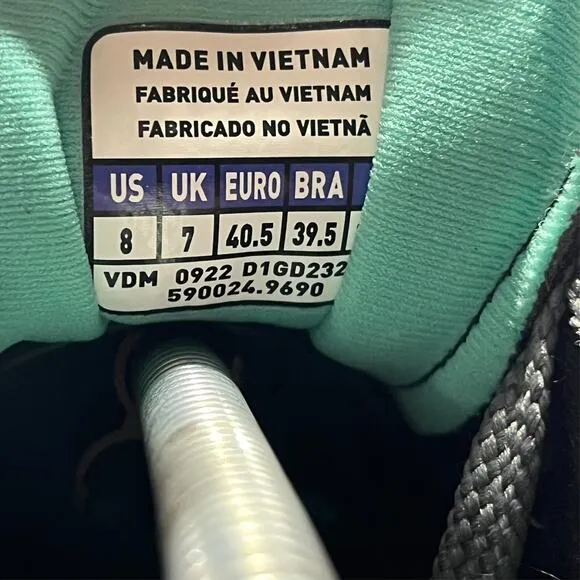 MADE IN VIETNAM
FABRIQUÉ AU VIETNAM
FABRICADO NO VIETNÃ
US UK EURO BRA
8 7 40.5 39.5
VDM 0922 D1GD232
590024.9690